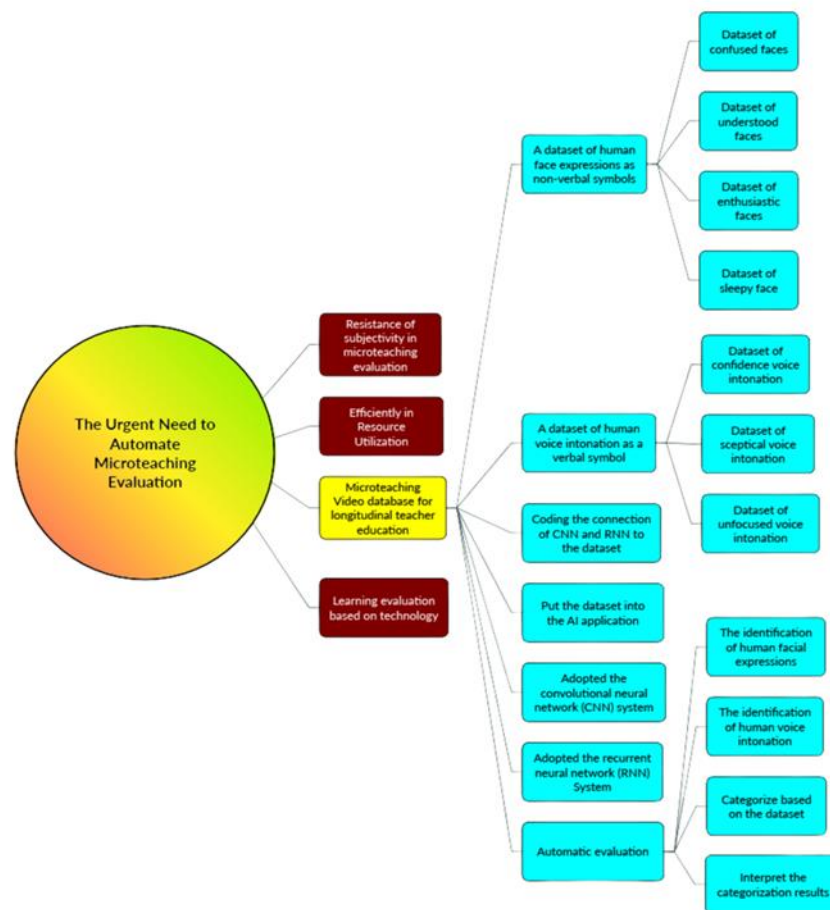 The Urgent Need to
Automate
Microteaching
Evaluation
Resistance of
subjectivity in
microteaching
evaluation
Efficiently in
Resource
Utilization
Microteaching
Video database for
longitudinal teacher
education
Learning evaluation
based on technology
A dataset of human
face expressions as
non-verbal symbols
Dataset of
confused faces
Dataset of
understood
faces
Dataset of
enthusiastic
faces
Dataset of
sleepy face
A dataset of human
voice intonation as a
verbal symbol
Dataset of
confidence voice
intonation
Dataset of
sceptical voice
intonation
Dataset of
unfocused voice
intonation
Coding the connection
of CNN and RNN to
the dataset
Put the dataset into
the AI application
Adopted the
convolutional neural
network (CNN) system
Adopted the recurrent
neural network (RNN)
System
Automatic evaluation
The identification
of human facial
expressions
The identification
of human voice
intonation
Categorize based
on the dataset
Interpret the
categorization results